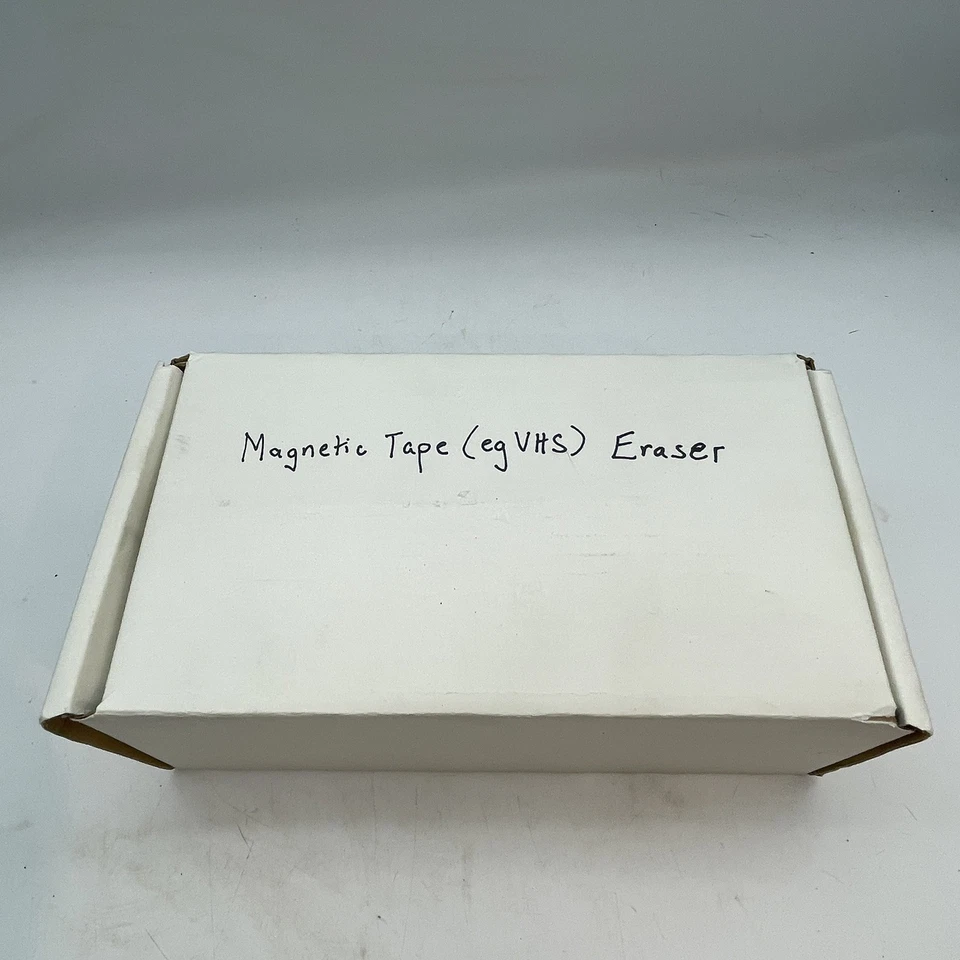 Magnetic Tape (eg VHS) Eraser